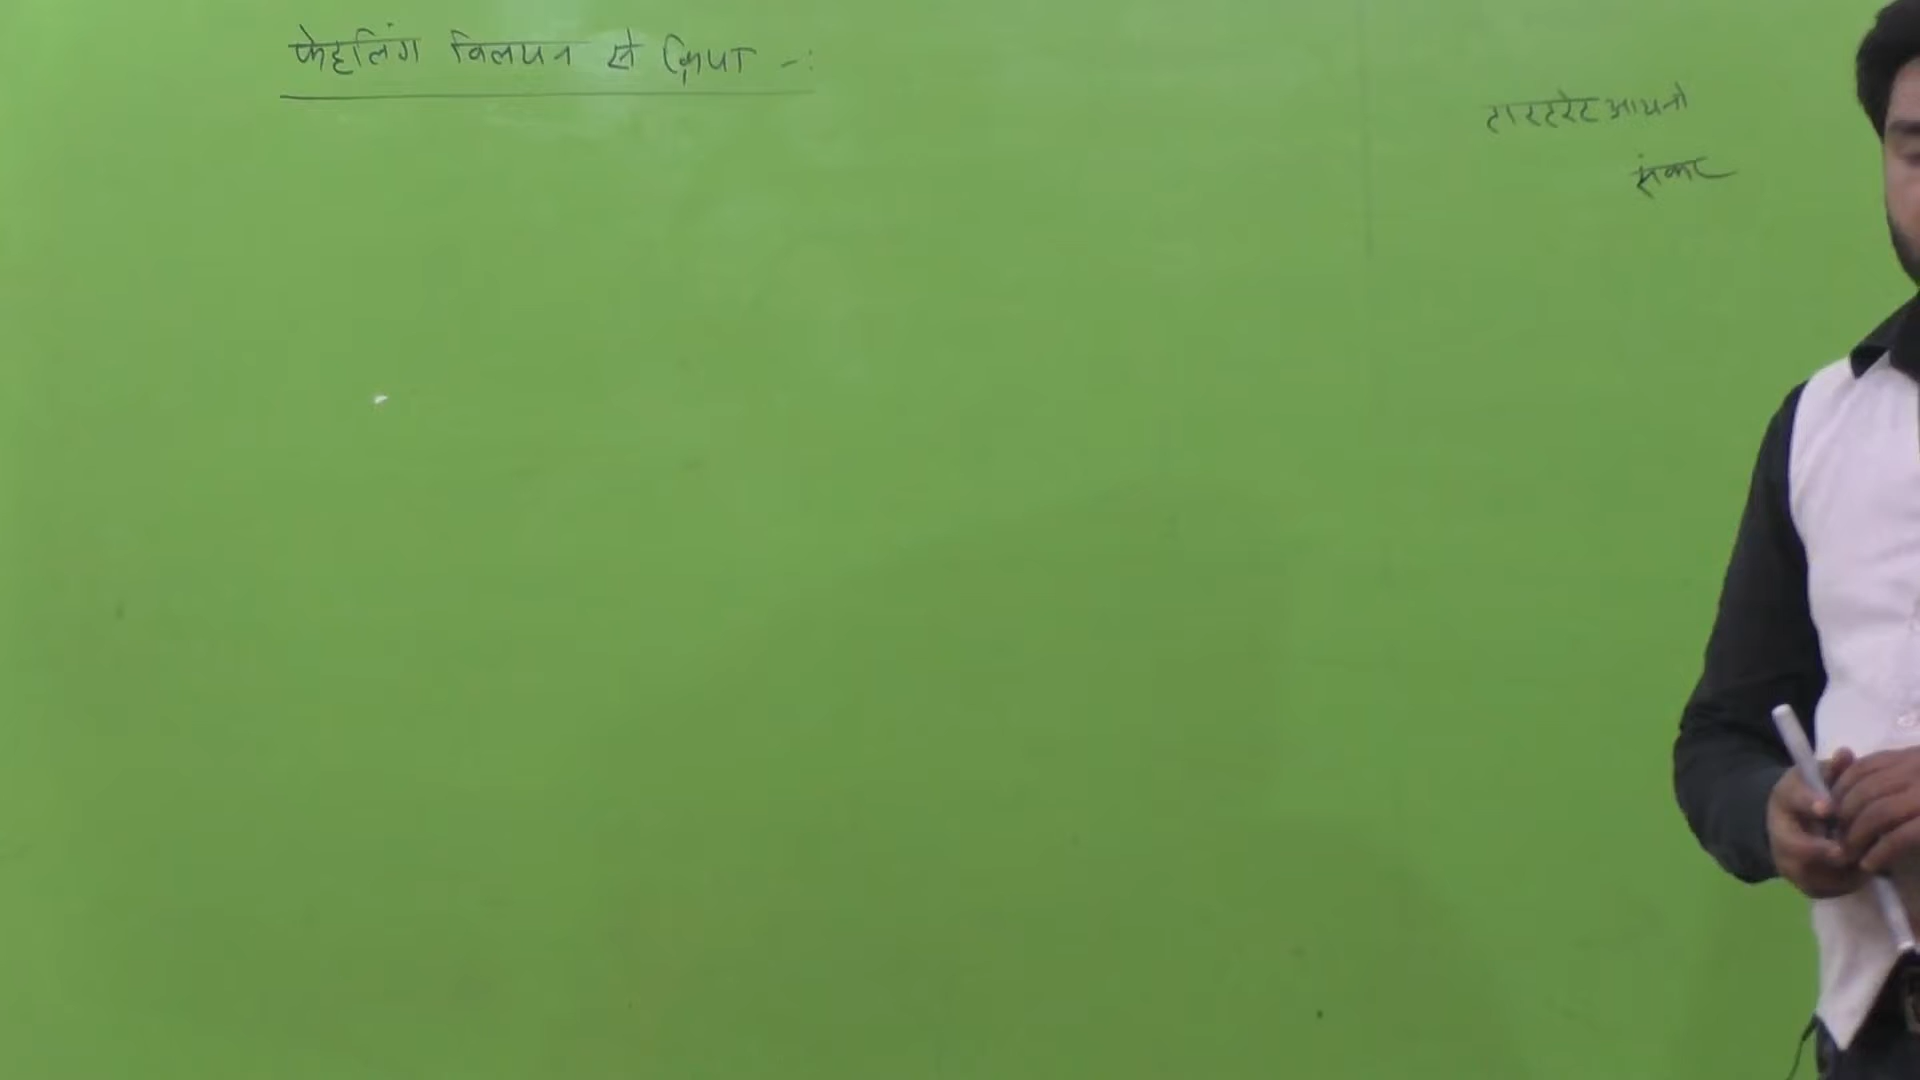 फेहलिंग विलयन से क्रिया -:
टारटरेट आयनो
संकर